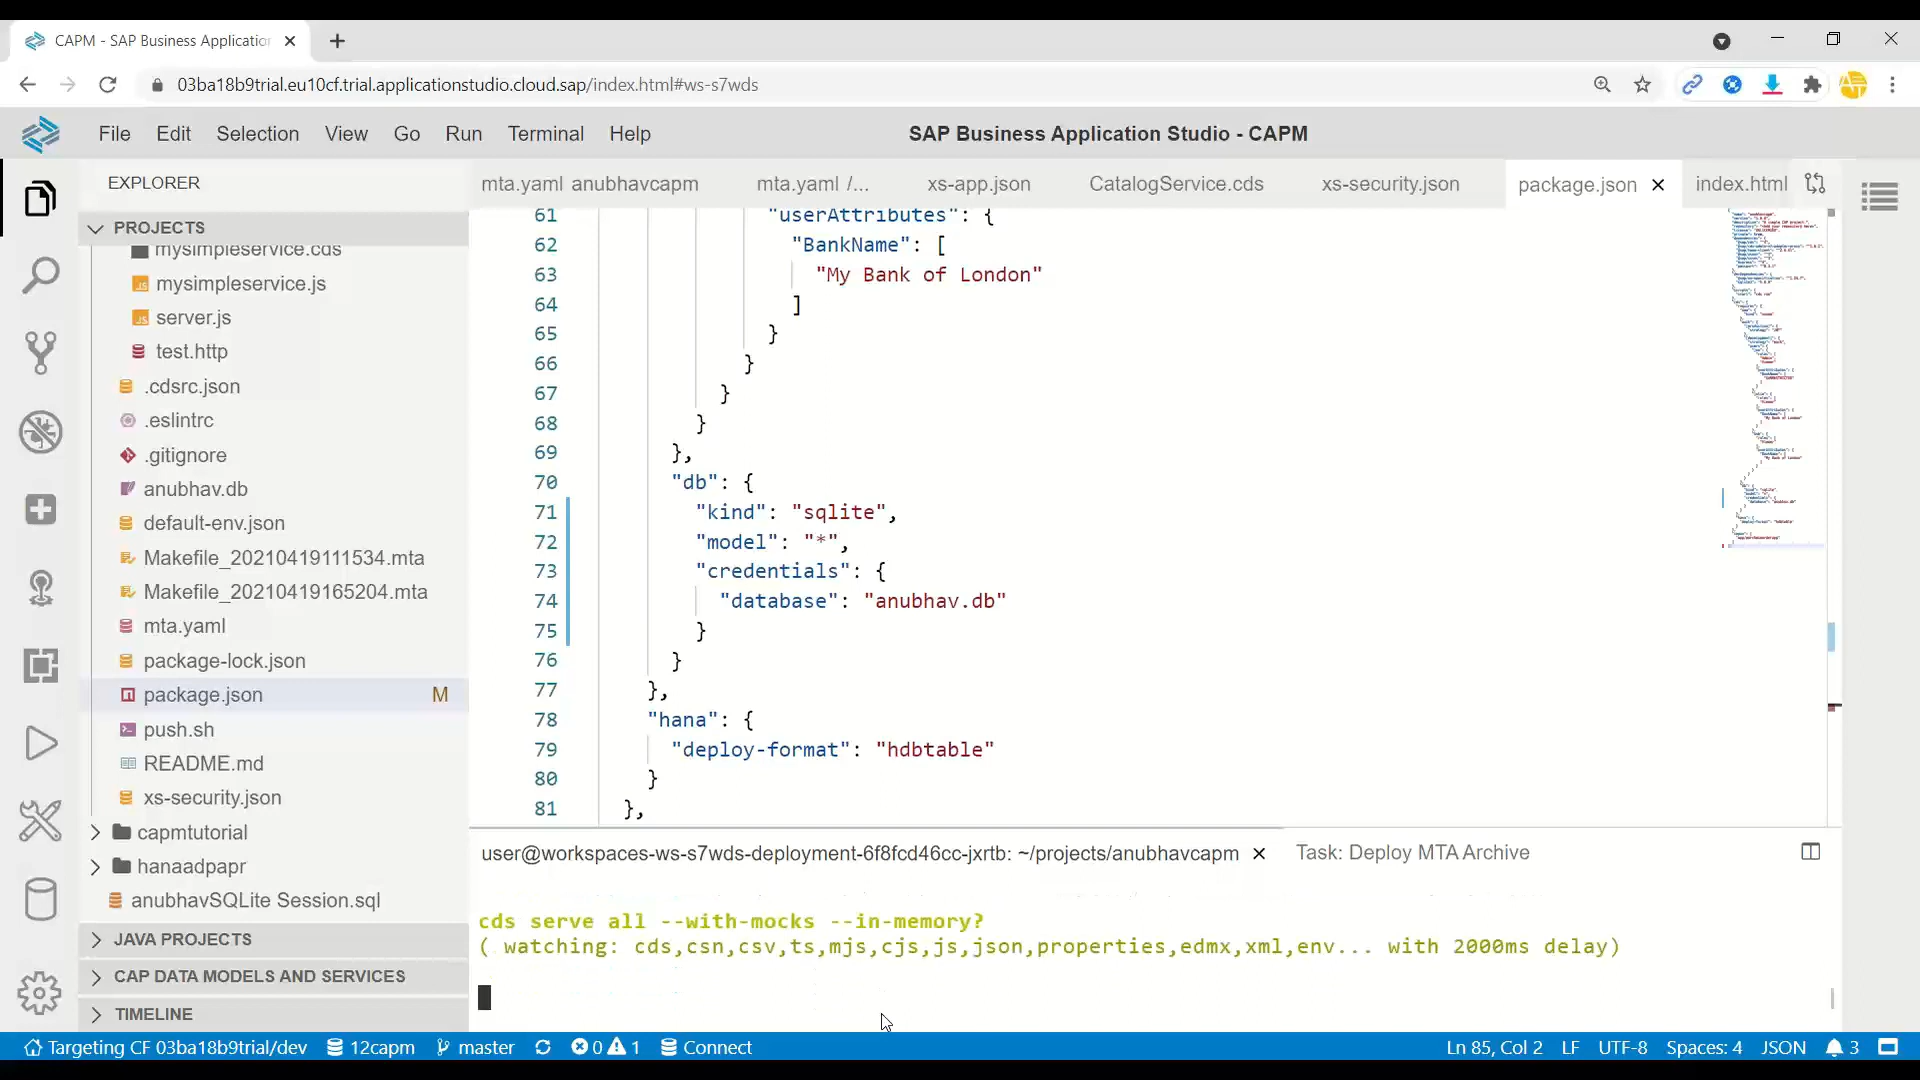 CAPM - SAP Business Applicatio
03ba18b9trial.eu10cf.trial.applicationstudio.cloud.sap/index.html#ws-s7wds
File Edit Selection View Go Run Terminal Help
SAP Business Application Studio - CAPM
EXPLORER
mta.yaml anubhavcapm
mta.yaml /...
xs-app.json
CatalogService.cds
xs-security.json
package.json
index.html
PROJECTS
mysimpleservice.cds
mysimpleservice.js
server.js
test.http
.cdsrc.json
.eslintrc
.gitignore
anubhav.db
default-env.json
Makefile_20210419111534.mta
Makefile_20210419165204.mta
mta.yaml
package-lock.json
package.json M
push.sh
README.md
xs-security.json
capmtutorial
hanaadpapr
anubhavSQLite Session.sql
JAVA PROJECTS
CAP DATA MODELS AND SERVICES
TIMELINE
61 "userAttributes": {
62 "BankName": [
63 "My Bank of London"
64 ]
65 }
66 }
67 }
68 }
69 },
70 "db": {
71 "kind": "sqlite",
72 "model": "*",
73 "credentials": {
74 "database": "anubhav.db"
75 }
76 }
77 },
78 "hana": {
79 "deploy-format": "hdbtable"
80 }
81 },
user@workspaces-ws-s7wds-deployment-6f8fcd46cc-jxrtb: ~/projects/anubhavcapm
Task: Deploy MTA Archive
cds serve all --with-mocks --in-memory?
( watching: cds,csn,csv,ts,mjs,cjs,js,json,properties,edmx,xml,env... with 2000ms delay)
Targeting CF 03ba18b9trial/dev 12capm master 0 1 Connect
Ln 85, Col 2 LF UTF-8 Spaces: 4 JSON 3